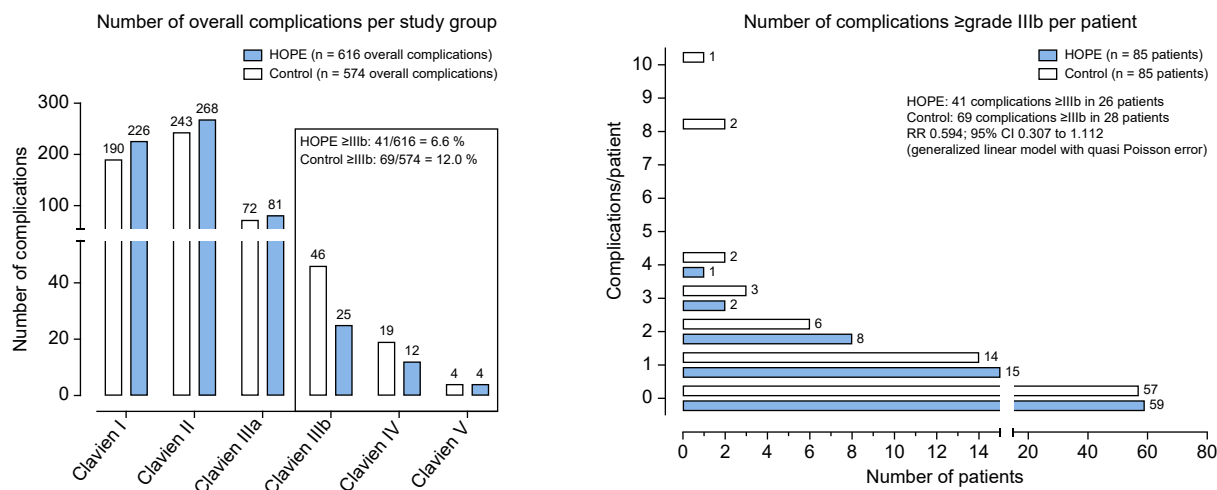 Number of overall complications per study group
HOPE (n = 616 overall complications)
Control (n = 574 overall complications)
Number of complications
300
200
100
40
20
0
190
226
243
268
72
81
46
25
19
12
4
4
HOPE ≥IIIb: 41/616 = 6.6 %
Control ≥IIIb: 69/574 = 12.0 %
Clavien I
Clavien II
Clavien IIIa
Clavien IIIb
Clavien IV
Clavien V
Number of complications ≥grade IIIb per patient
HOPE (n = 85 patients)
Control (n = 85 patients)
HOPE: 41 complications ≥IIIb in 26 patients
Control: 69 complications ≥IIIb in 28 patients
RR 0.594; 95% CI 0.307 to 1.112
(generalized linear model with quasi Poisson error)
Complications/patient
10
8
6
4
3
2
1
0
1
2
2
1
3
2
6
8
14
15
57
59
0
2
4
6
8
10
12
14
20
40
60
80
Number of patients